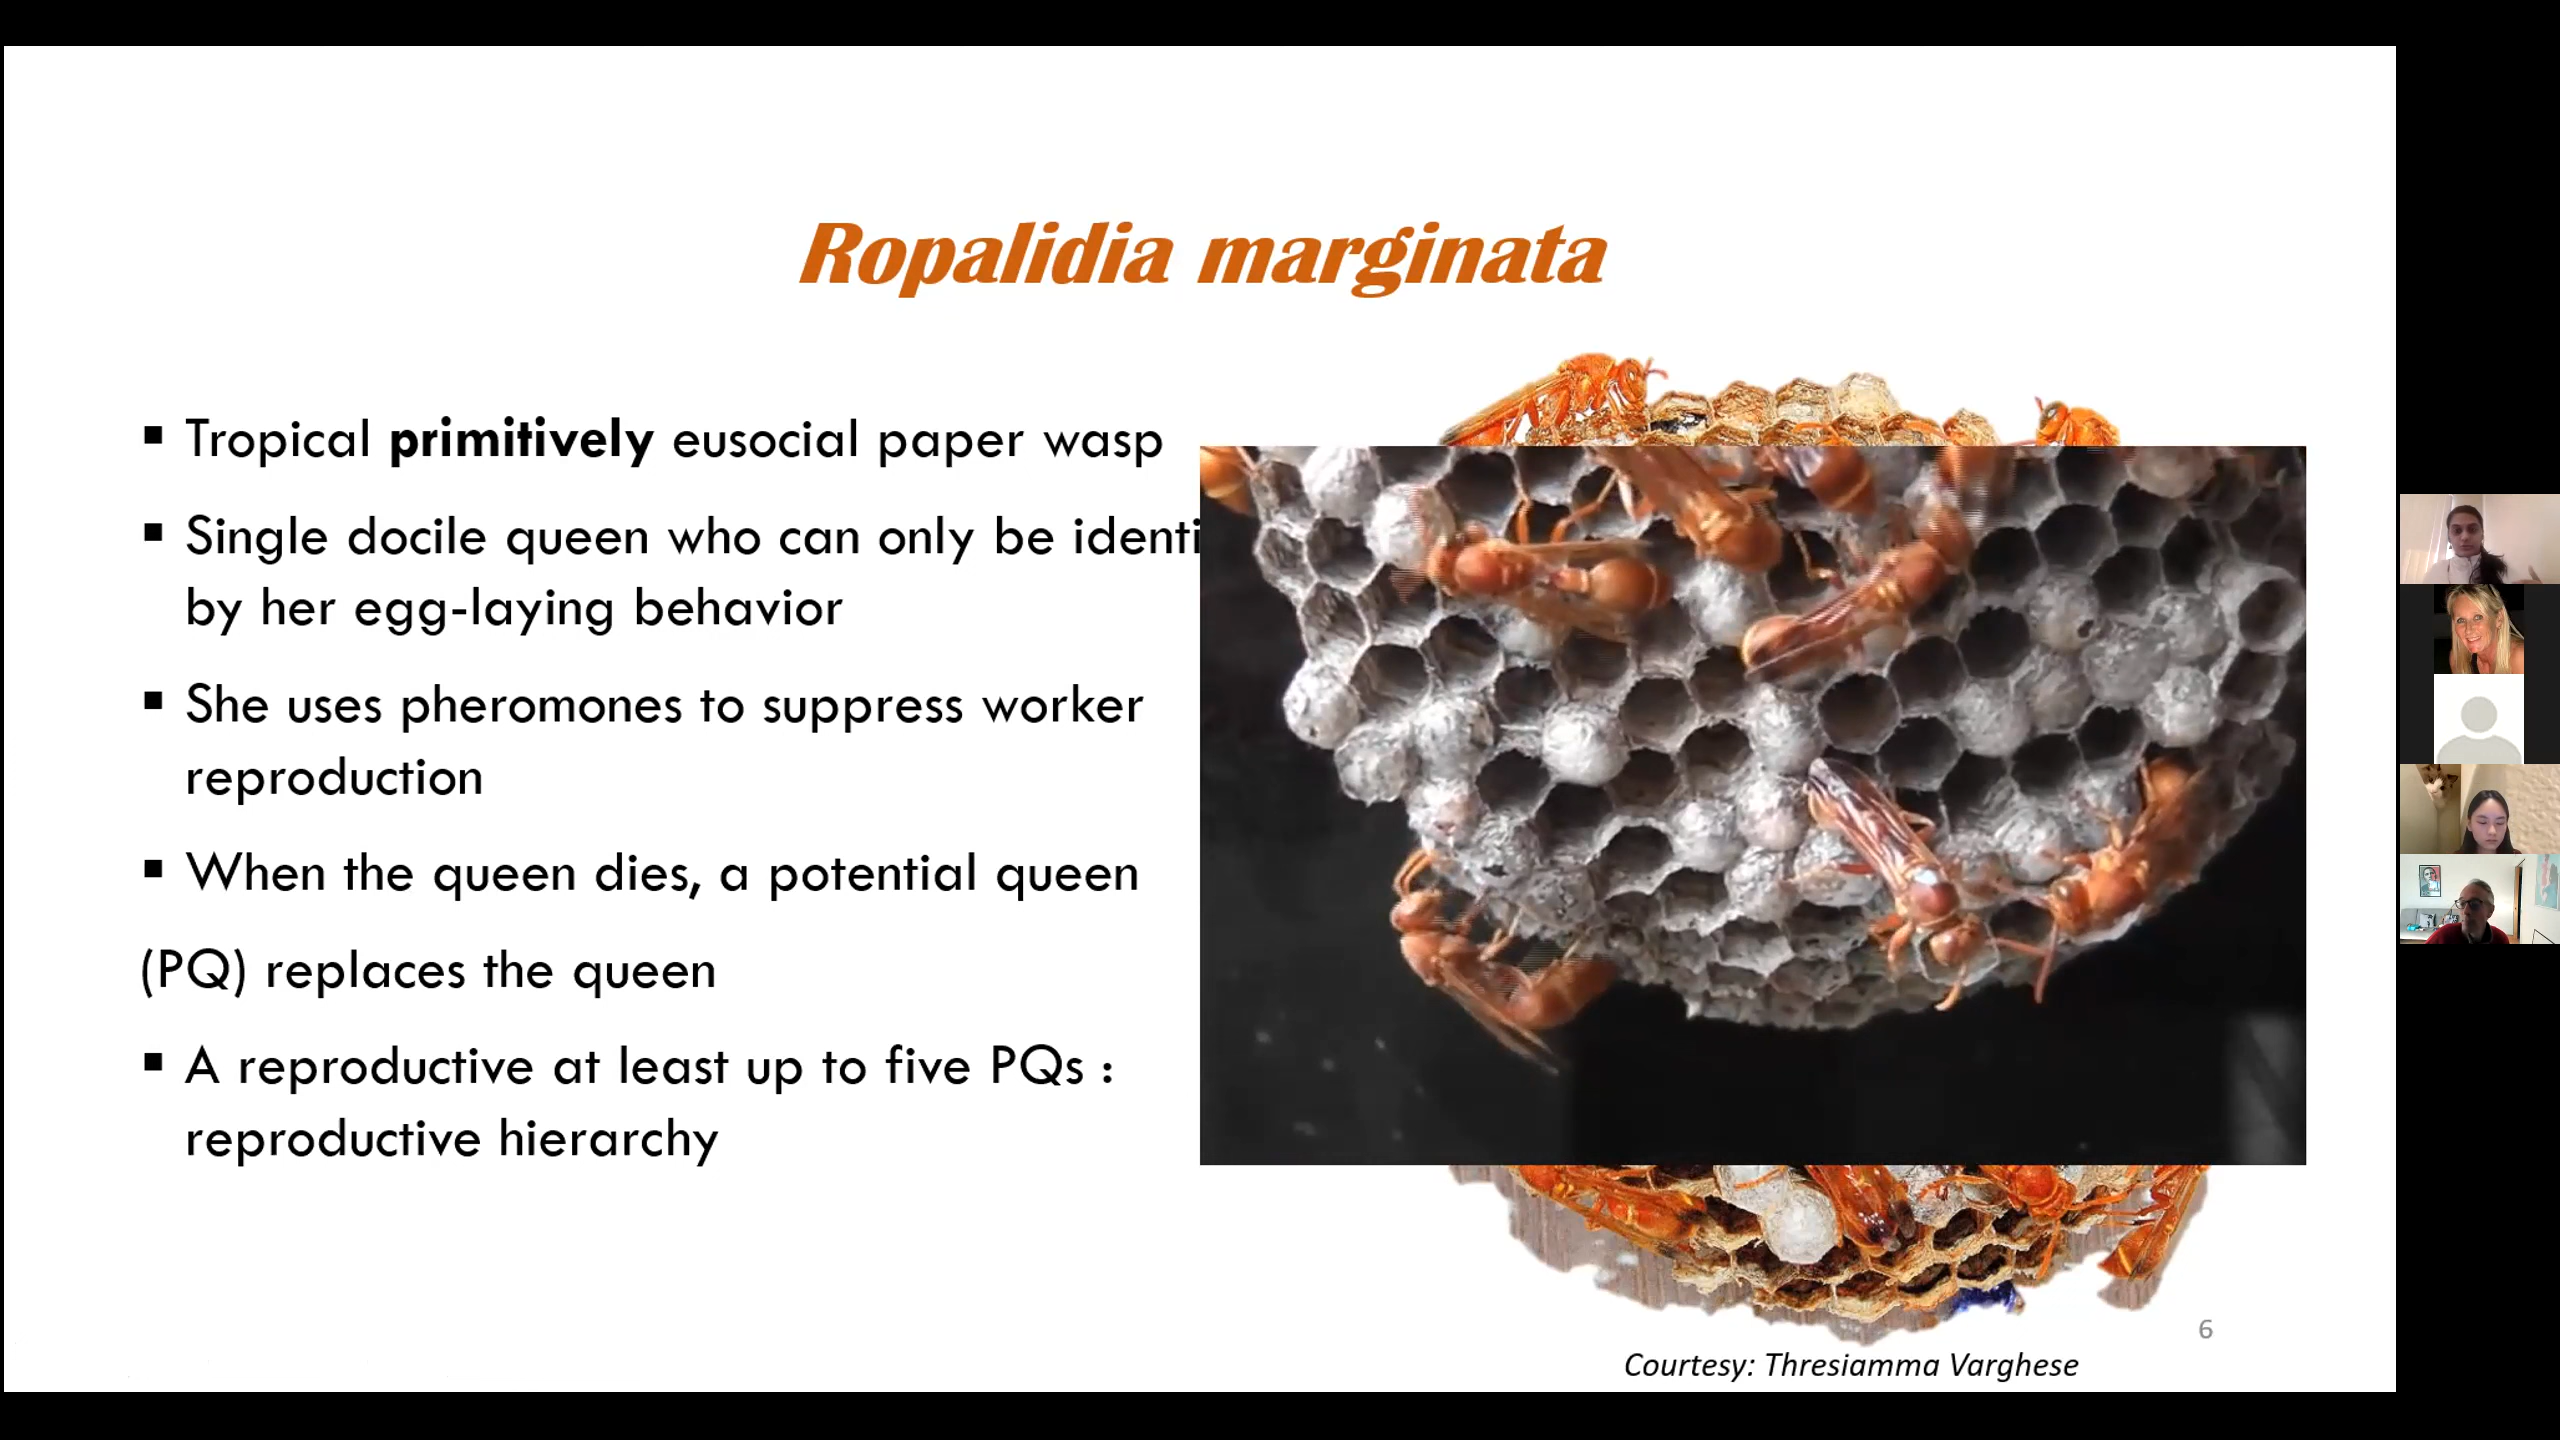 Ropalidia marginata
▪ Tropical primitively eusocial paper wasp
▪ Single docile queen who can only be identi
by her egg-laying behavior
▪ She uses pheromones to suppress worker
reproduction
▪ When the queen dies, a potential queen
(PQ) replaces the queen
▪ A reproductive at least up to five PQs :
reproductive hierarchy
6
Courtesy: Thresiamma Varghese